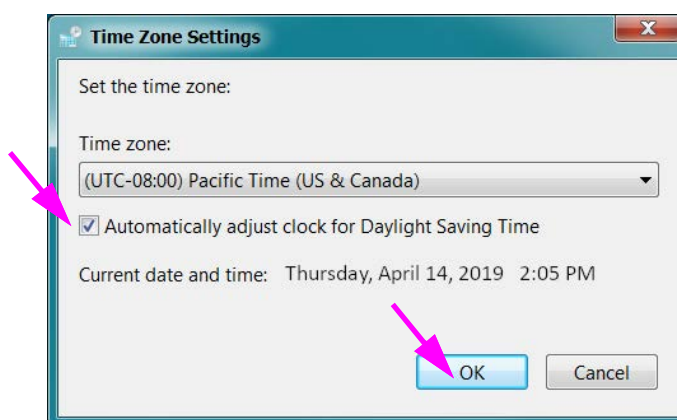 Time Zone Settings
X
Set the time zone:
Time zone:
(UTC-08:00) Pacific Time (US & Canada)
Automatically adjust clock for Daylight Saving Time
Current date and time: Thursday, April 14, 2019 2:05 PM
OK Cancel